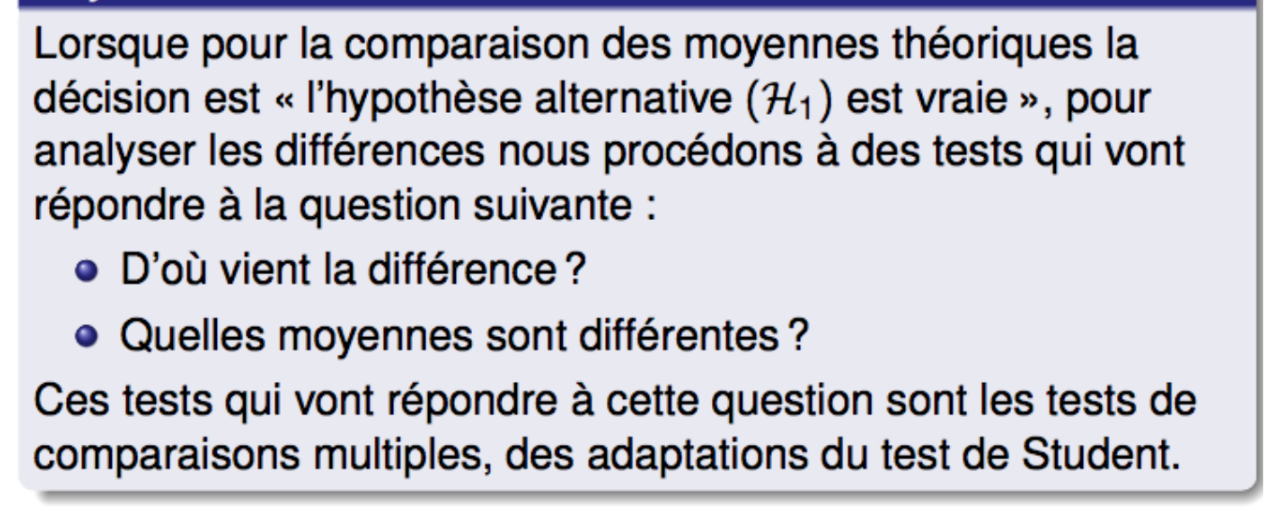 Lorsque pour la comparaison des moyennes théoriques la
décision est « l'hypothèse alternative (ℋ₁) est vraie », pour
analyser les différences nous procédons à des tests qui vont
répondre à la question suivante :
D'où vient la différence ?
Quelles moyennes sont différentes ?
Ces tests qui vont répondre à cette question sont les tests de
comparaisons multiples, des adaptations du test de Student.